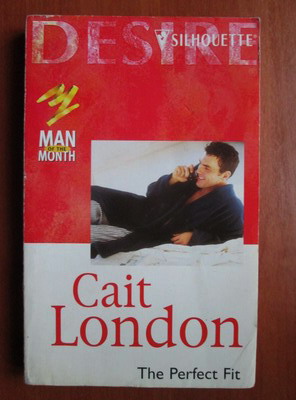 DESIRE
SILHOUETTE®
MAN
OF THE
MONTH
Cait
London
The Perfect Fit